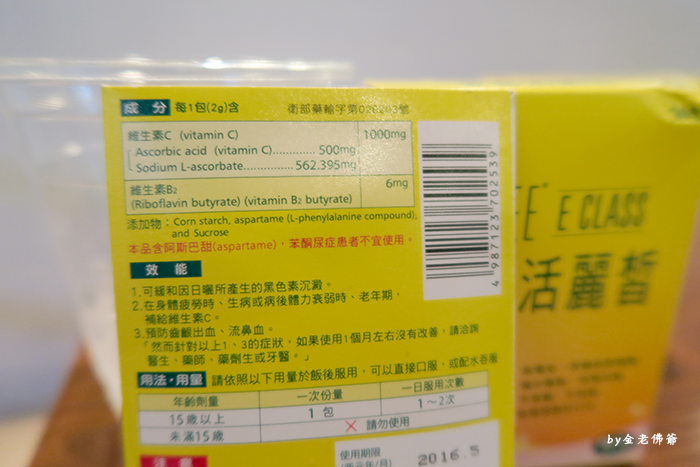 成 分 每1包(2g)含 衛部藥輸字第026203號
維生素C (vitamin C) 1000mg
Ascorbic acid (vitamin C)............. 500mg
Sodium L-ascorbate............... 562.395mg
維生素B₂ 6mg
(Riboflavin butyrate) (vitamin B₂ butyrate)
添加物：Corn starch, aspartame (L-phenylalanine compound),
and Sucrose
本品含阿斯巴甜(aspartame)，苯酮尿症患者不宜使用。
4 987123 702539
效 能
1.可緩和因日曬所產生的黑色素沉澱。
2.在身體疲勞時、生病或病後體力衰弱時、老年期，
補給維生素C。
3.預防齒齦出血、流鼻血。
「然而針對以上1、3的症狀，如果使用1個月左右沒有改善，請洽詢
醫生、藥師、藥劑生或牙醫。」
用法·用量 請依照以下用量於飯後服用，可以直接口服，或配水吞服
年齡劑量 一次份量 一日服用次數
15歲以上 1 包 1～2次
未滿15歲 ✕ 請勿使用
注 意
使用期限 2016.5
E CLASS
活麗皙
by金老佛爺